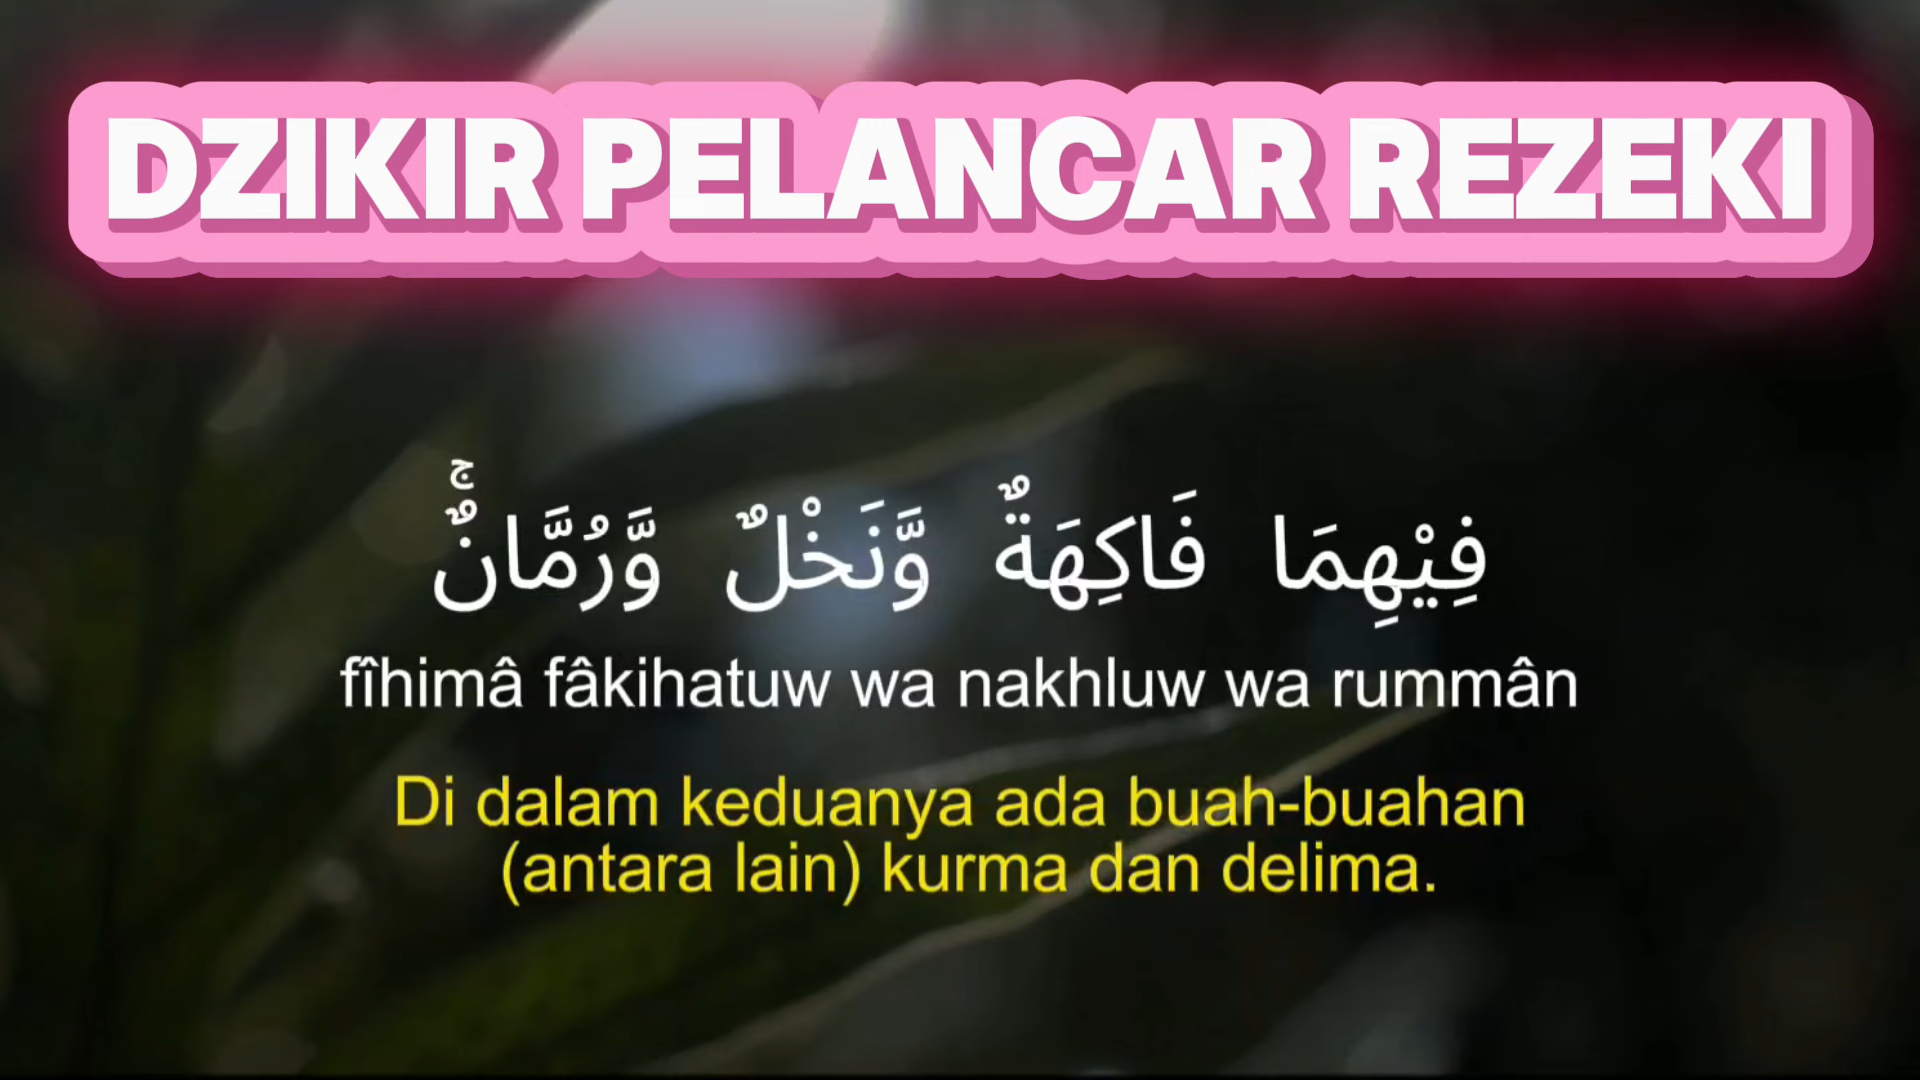 DZIKIR PELANCAR REZEKI
فِيْهِمَا فَاكِهَةٌ وَّنَخْلٌ وَّرُمَّانٌۚ
fîhimâ fâkihatuw wa nakhluw wa rummân
Di dalam keduanya ada buah-buahan
(antara lain) kurma dan delima.